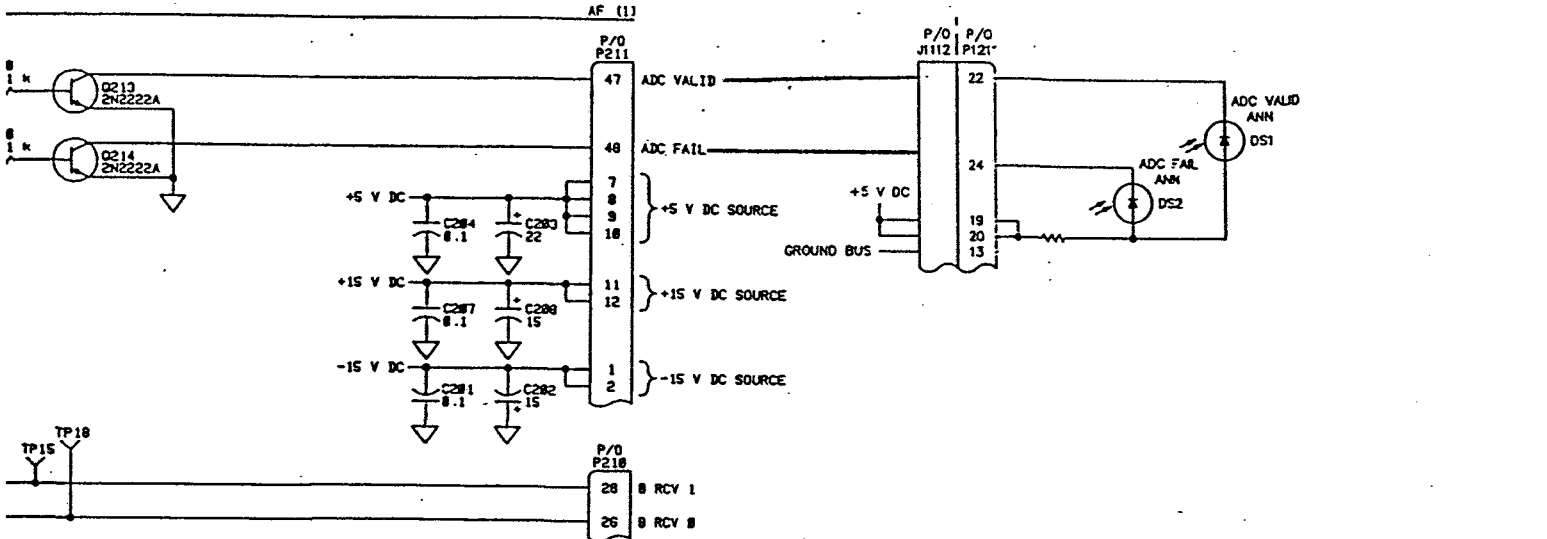 AF (1)
P/O
P211
P/O P/O
J1112
1 k
Q213
2N2222A
47 ADC VALID
22
ADC VALID
ANN
DS1
1 k
Q214
2N2222A
48 ADC FAIL
24
ADC FAIL
ANN
DS2
+5 V DC
7
8
9
10
+5 V DC SOURCE
C204
0.1
C203
22
+5 V DC
19
20
13
GROUND BUS
+15 V DC
11
12
+15 V DC SOURCE
C207
0.1
C208
15
-15 V DC
1
2
-15 V DC SOURCE
C201
0.1
C202
15
TP15
TP18
P/O
P210
28
RCV 1
26
RCV 0